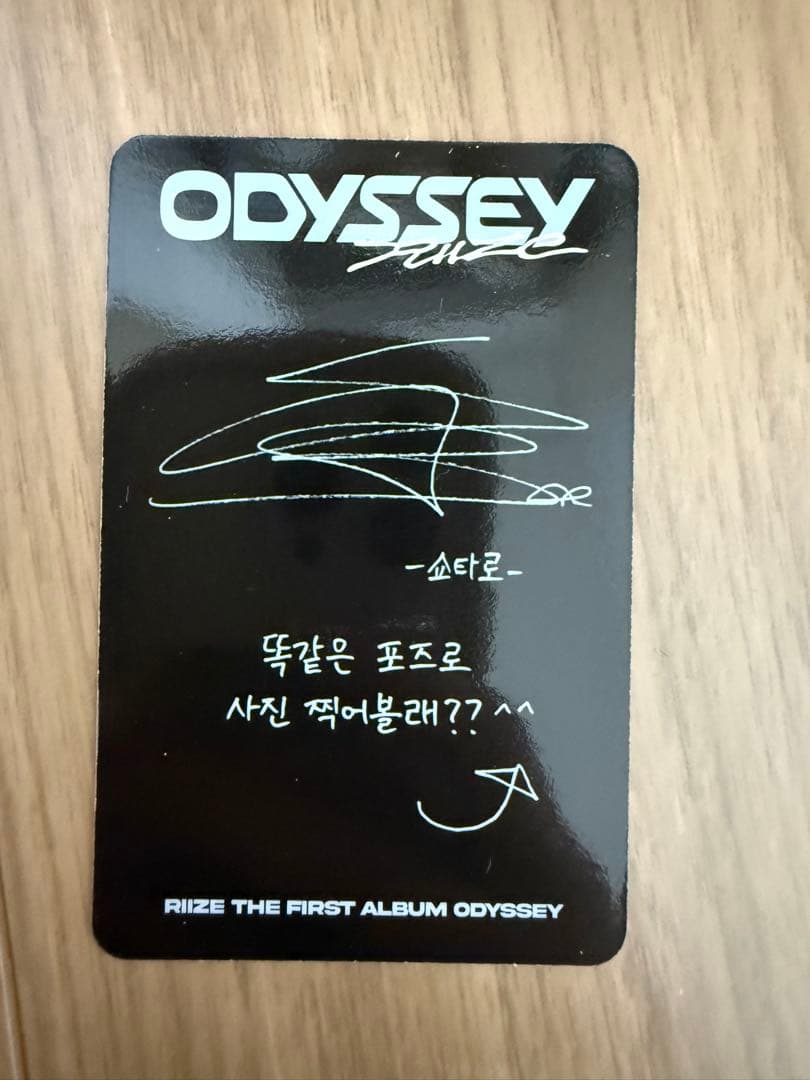 ODYSSEY
RIIZE
-쇼타로-
똑같은 포즈로
사진 찍어볼래?? ^^
RIIZE THE FIRST ALBUM ODYSSEY